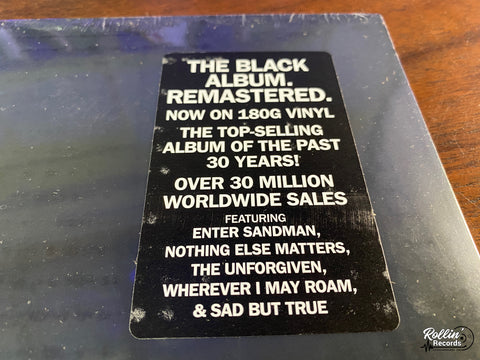 THE BLACK
ALBUM.
REMASTERED.
NOW ON 180G VINYL
THE TOP-SELLING
ALBUM OF THE PAST
30 YEARS!
OVER 30 MILLION
WORLDWIDE SALES
FEATURING
ENTER SANDMAN,
NOTHING ELSE MATTERS,
THE UNFORGIVEN,
WHEREVER I MAY ROAM,
& SAD BUT TRUE
Rollin'
Records